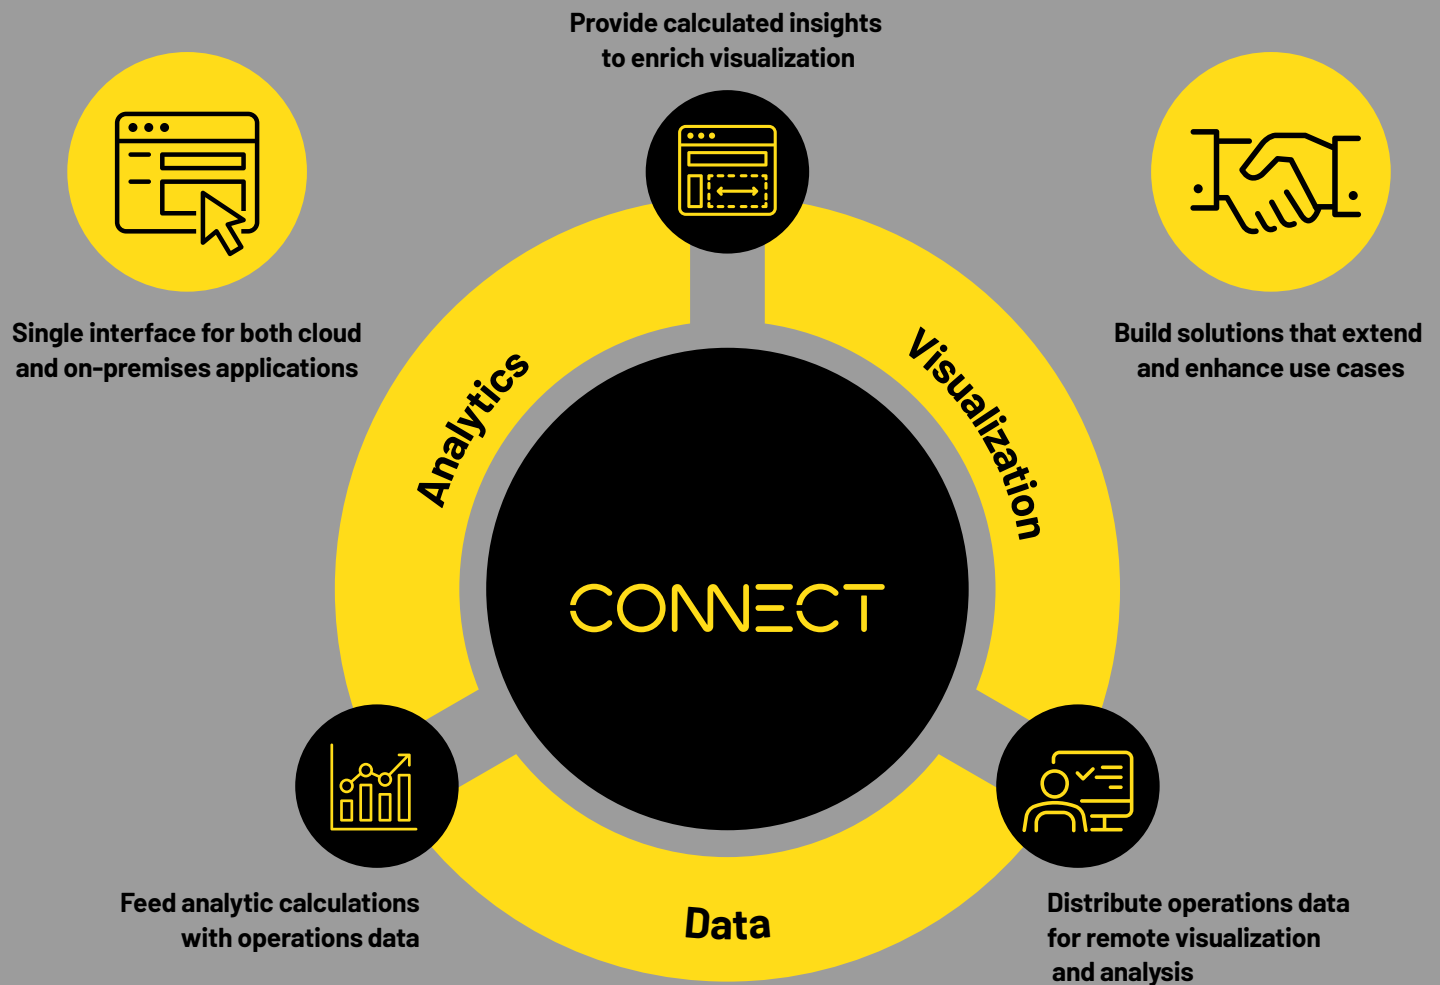 Provide calculated insights
to enrich visualization
Single interface for both cloud
and on-premises applications
Build solutions that extend
and enhance use cases
Analytics
Visualization
CONNECT
Data
Feed analytic calculations
with operations data
Distribute operations data
for remote visualization
and analysis